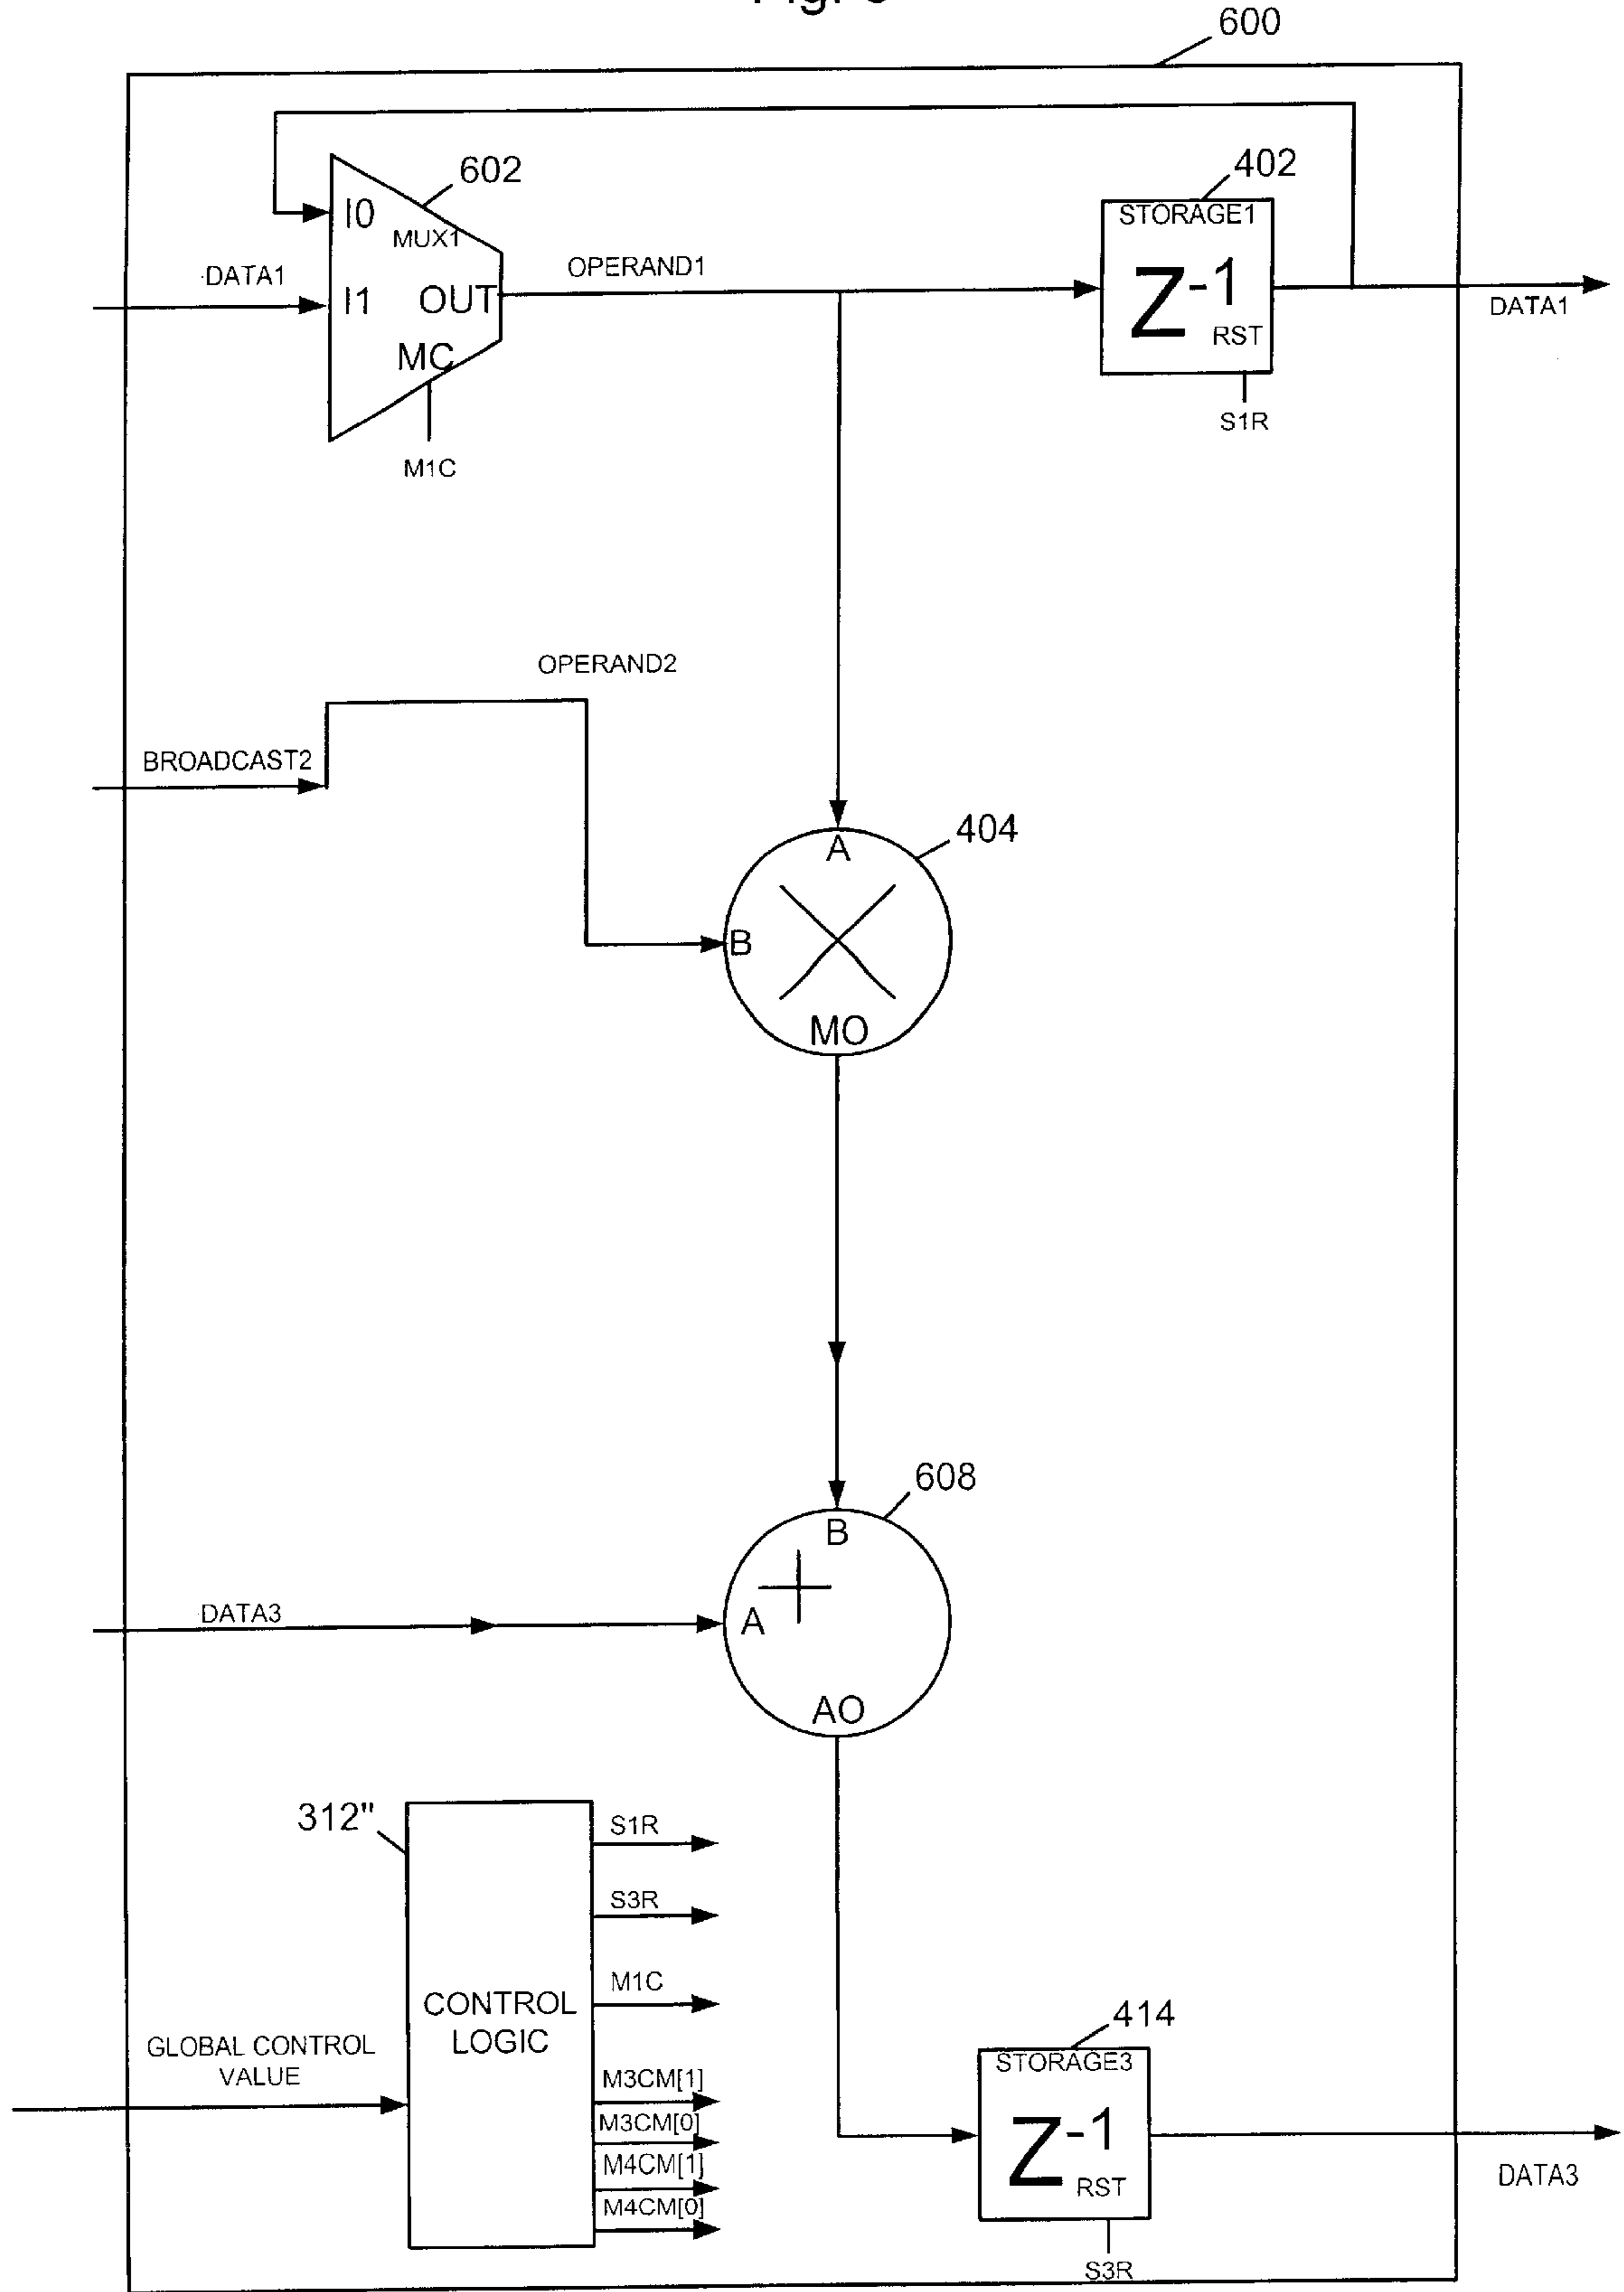 600
602
402
I0
MUX1
STORAGE1
DATA1
OPERAND1
I1
OUT
Z-1
RST
DATA1
MC
M1C
S1R
OPERAND2
BROADCAST2
404
A
B
MO
608
B
DATA3
A
AO
312"
S1R
S3R
M1C
CONTROL
LOGIC
GLOBAL CONTROL
VALUE
M3CM[1]
M3CM[0]
M4CM[1]
M4CM[0]
414
STORAGE3
Z-1
RST
DATA3
S3R